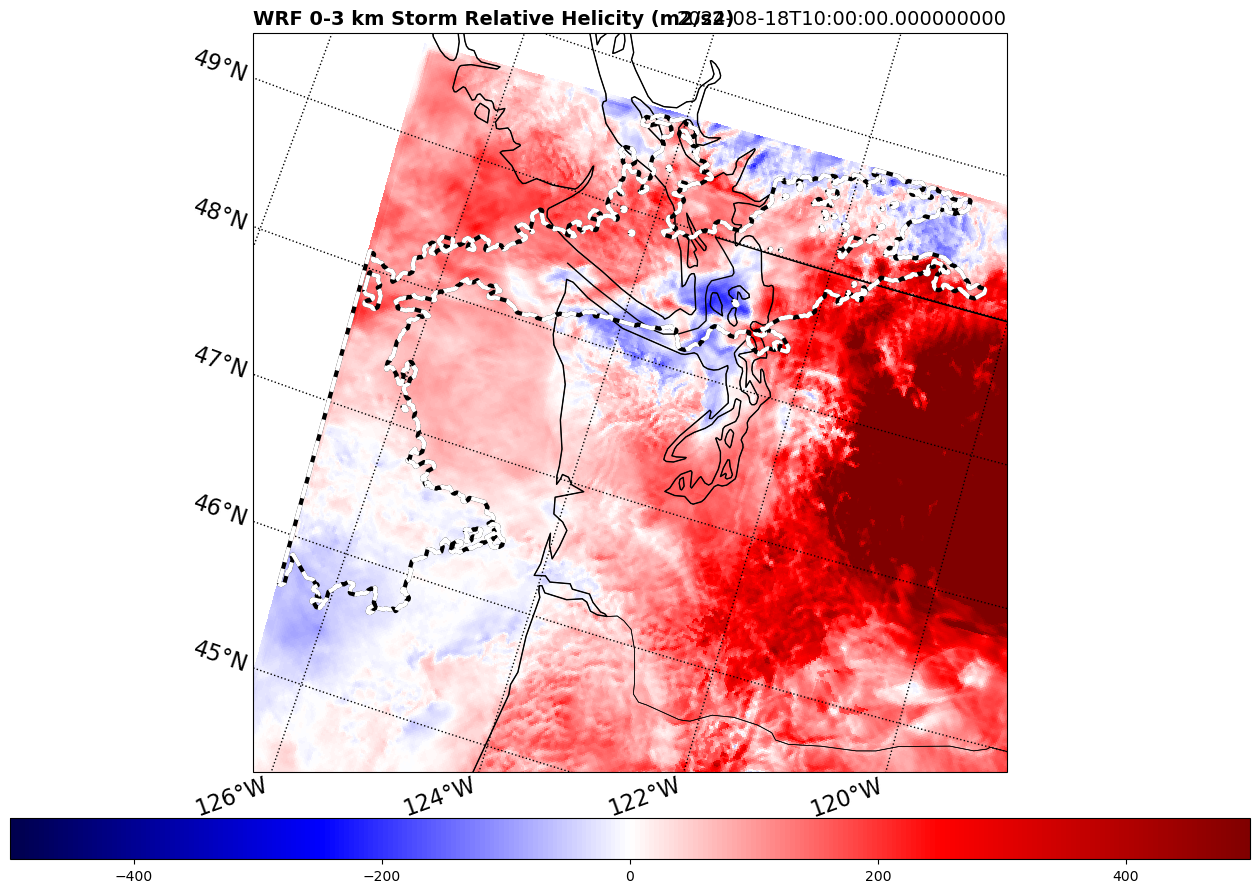 WRF 0-3 km Storm Relative Helicity (m2/s2)
2024-08-18T10:00:00.000000000
49°N
48°N
47°N
46°N
45°N
126°W 124°W 122°W 120°W
−400 −200 0 200 400